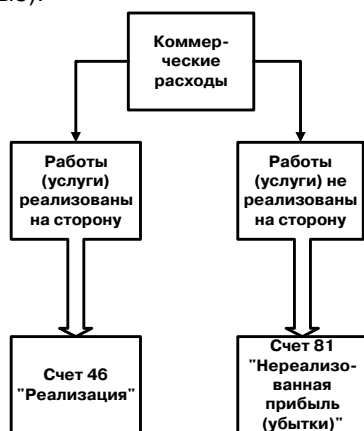 Коммер-
ческие
расходы
Работы
(услуги)
реализованы
на сторону
Работы
(услуги) не
реализованы
на сторону
Счет 46
"Реализация"
Счет 81
"Нереализо-
ванная
прибыль
(убытки)"